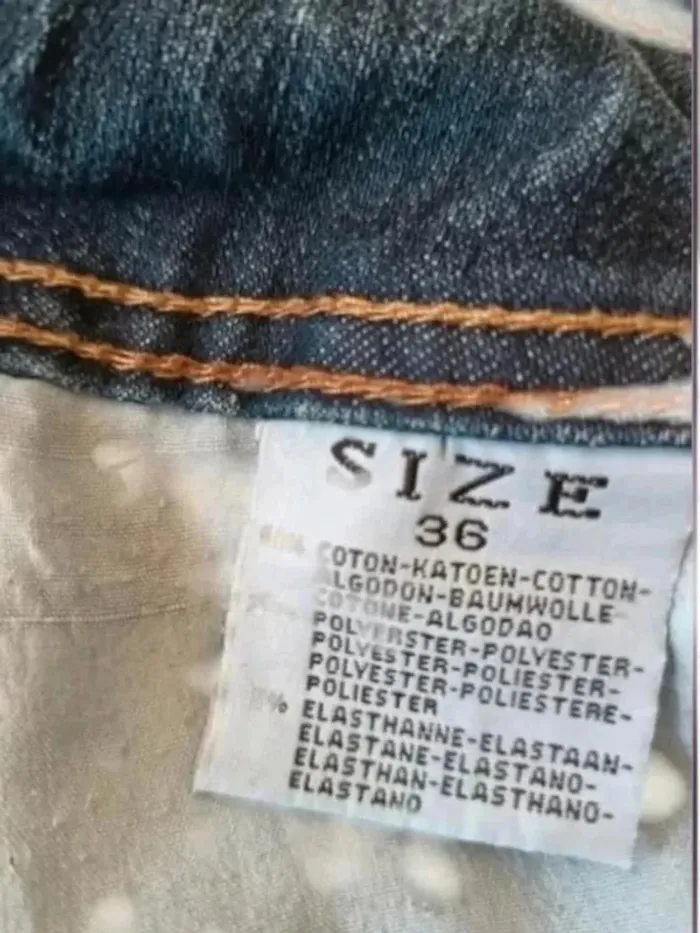 SIZE
36
COTON-KATOEN-COTTON-
ALGODON-BAUMWOLLE
COTONE-ALGODAO
POLYERSTER-POLYESTER-
POLYESTER-POLIESTER-
POLYESTER-POLIESTERE-
POLIESTER
% ELASTHANNE-ELASTAAN-
ELASTANE-ELASTANO-
ELASTHAN-ELASTHANO-
ELASTANO